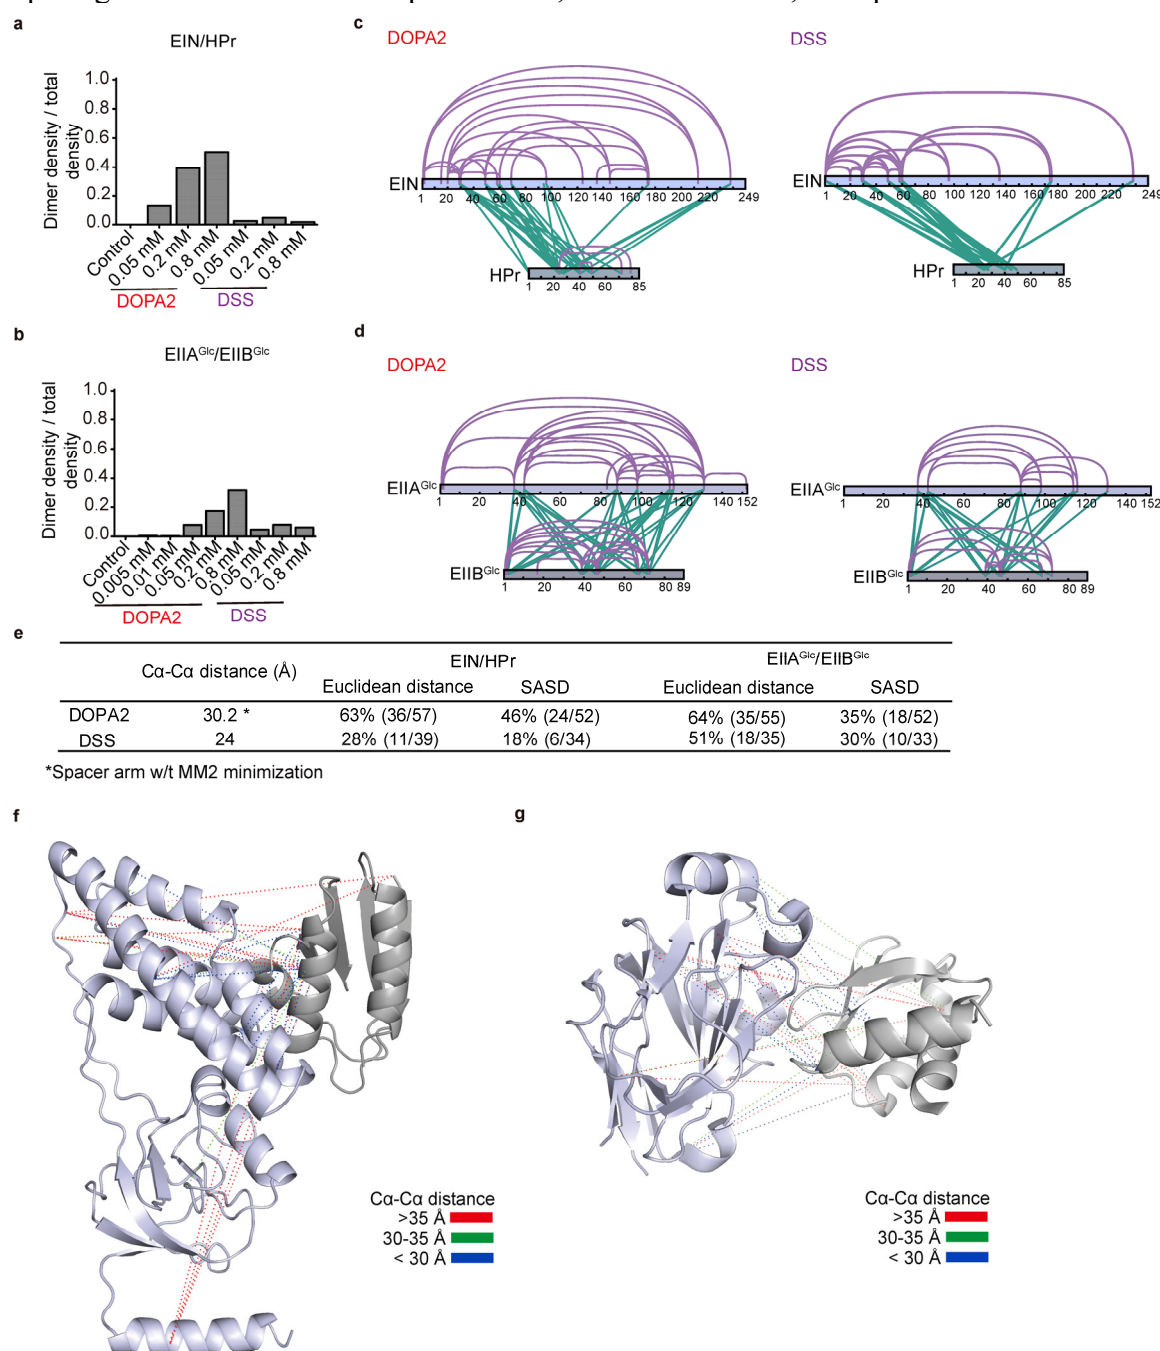 a
EIN/HPr
Dimer density / total
density
1.0
0.8
0.6
0.4
0.2
0.0
Control
0.05 mM
0.2 mM
0.8 mM
0.05 mM
0.2 mM
0.8 mM
DOPA2
DSS
c
DOPA2
DSS
EIN
1 20 40 60 80 100 120 140 160 180 200 220 249
HPr
1 20 40 60 85
EIN
1 20 40 60 80 100 120 140 160 180 200 220 249
HPr
1 20 40 60 85
b
EIIAGlc/EIIBGlc
Dimer density / total
density
1.0
0.8
0.6
0.4
0.2
0.0
Control
0.005 mM
0.01 mM
0.05 mM
0.2 mM
0.8 mM
0.05 mM
0.2 mM
0.8 mM
DOPA2
DSS
d
DOPA2
DSS
EIIAGlc
1 20 40 60 80 100 120 140 152
EIIBGlc
1 20 40 60 80 89
EIIAGlc
1 20 40 60 80 100 120 140 152
EIIBGlc
1 20 40 60 80 89
e
Cα-Cα distance (Å) EIN/HPr EIIAGlc/EIIBGlc
Euclidean distance SASD Euclidean distance SASD
DOPA2 30.2 * 63% (36/57) 46% (24/52) 64% (35/55) 35% (18/52)
DSS 24 28% (11/39) 18% (6/34) 51% (18/35) 30% (10/33)
*Spacer arm w/t MM2 minimization
f
Cα-Cα distance
>35 Å
30-35 Å
< 30 Å
g
Cα-Cα distance
>35 Å
30-35 Å
< 30 Å